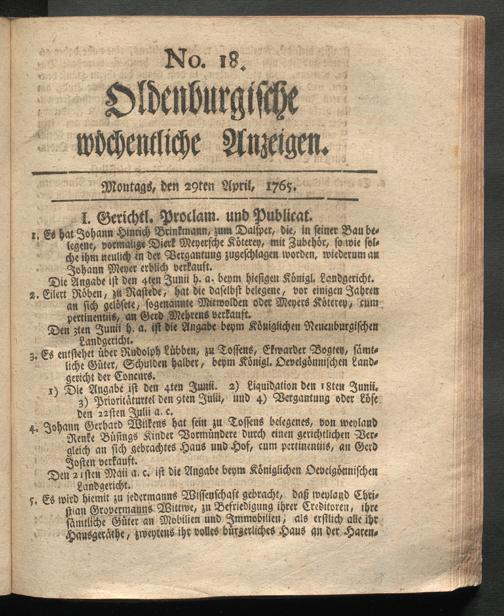 No. 18.
Oldenburgische
wöchentliche Anzeigen.
Montags, den 29ten April, 1765.
I. Gerichtl. Proclam. und Publicat.
1. Es hat Johann Hinrich Brinkmann, zum Dalsper, die, in seiner Bau be-
legene, vormalige Dierk Meyersche Köterey, mit Zubehör, so wie sol-
che ihm neulich in der Vergantung zugeschlagen worden, wiederum an
Johann Meyer erblich verkauft.
Die Angabe ist den 4ten Junii h. a. beym hiesigen Königl. Landgericht.
2. Eilert Röben, zu Rastede, hat die daselbst belegene, vor einigen Jahren
an sich gelösete, sogenannte Mitwolden oder Meyers Köterey, cum
pertinentiis, an Gerd Mehrens verkauft.
Den 3ten Junii h. a. ist die Angabe beym Königlichen Neuenburgischen
Landgericht.
3. Es entstehet über Rudolph Lübben, zu Tossens, Ekwarder Vogtey, sämt-
liche Güter, Schulden halber, beym Königl. Oevelgönnischen Land-
gericht der Concurs.
1) Die Angabe ist den 4ten Junii. 2) Liquidation den 18ten Junii.
3) Prioritäturtel den 9ten Julii, und 4) Vergantung oder Löse
den 22sten Julii a. c.
4. Johann Gerhard Wilkens hat sein zu Tossens belegenes, von weyland
Renke Büsings Kinder Vormündere durch einen gerichtlichen Ver-
gleich an sich gebrachtes Haus und Hof, cum pertinentiis, an Gerd
Josten verkauft.
Den 21sten Maii a. c. ist die Angabe beym Königlichen Oevelgönnischen
Landgericht.
5. Es wird hiemit zu jedermanns Wissenschaft gebracht, daß weyland Chri-
stian Grovermanns Wittwe, zu Befriedigung ihrer Creditoren, ihre
sämtliche Güter an Mobilien und Immobilien, als erstlich alle ihr
Hausgeräthe, zweytens ihr volles bürgerliches Haus an der Haren-